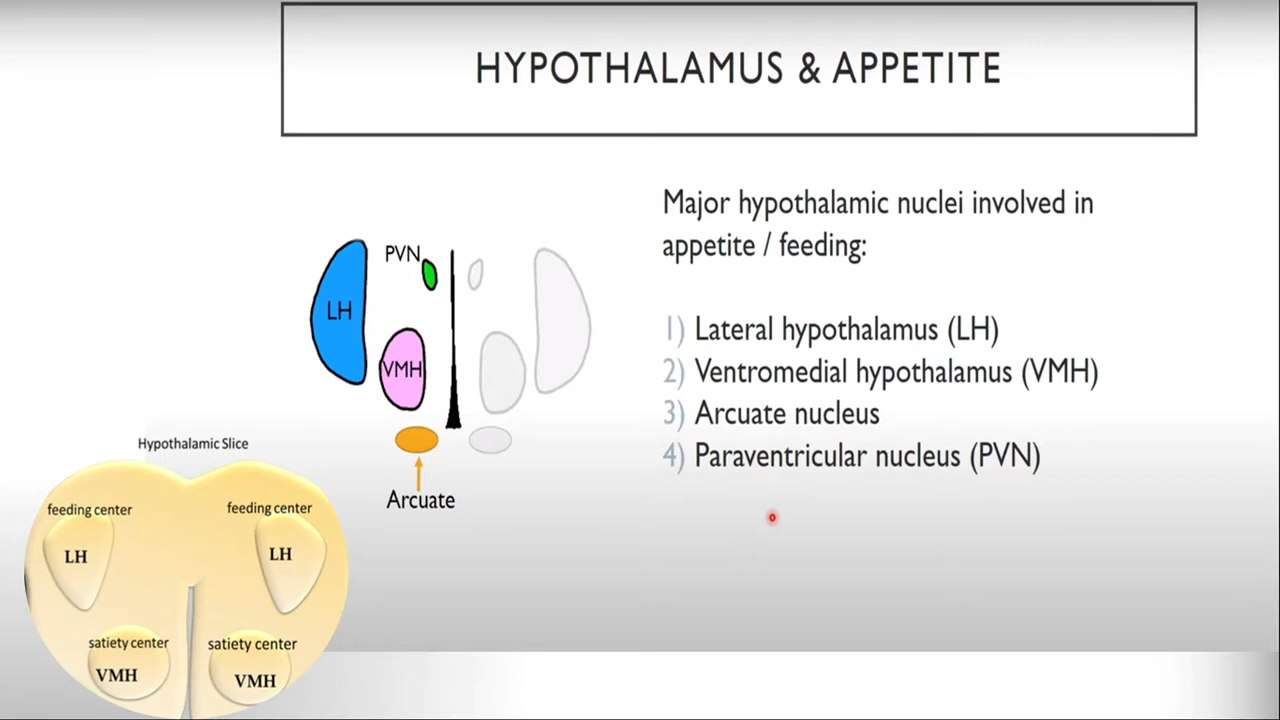 HYPOTHALAMUS & APPETITE
Major hypothalamic nuclei involved in
appetite / feeding:
1) Lateral hypothalamus (LH)
2) Ventromedial hypothalamus (VMH)
3) Arcuate nucleus
4) Paraventricular nucleus (PVN)
PVN
LH
VMH
Arcuate
Hypothalamic Slice
feeding center
feeding center
LH
LH
satiety center
satiety center
VMH
VMH